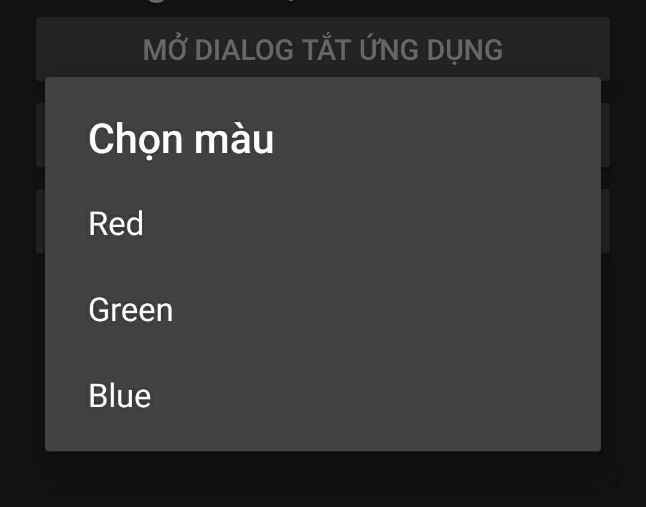 MỞ DIALOG TẮT ỨNG DỤNG
Chọn màu
Red
Green
Blue